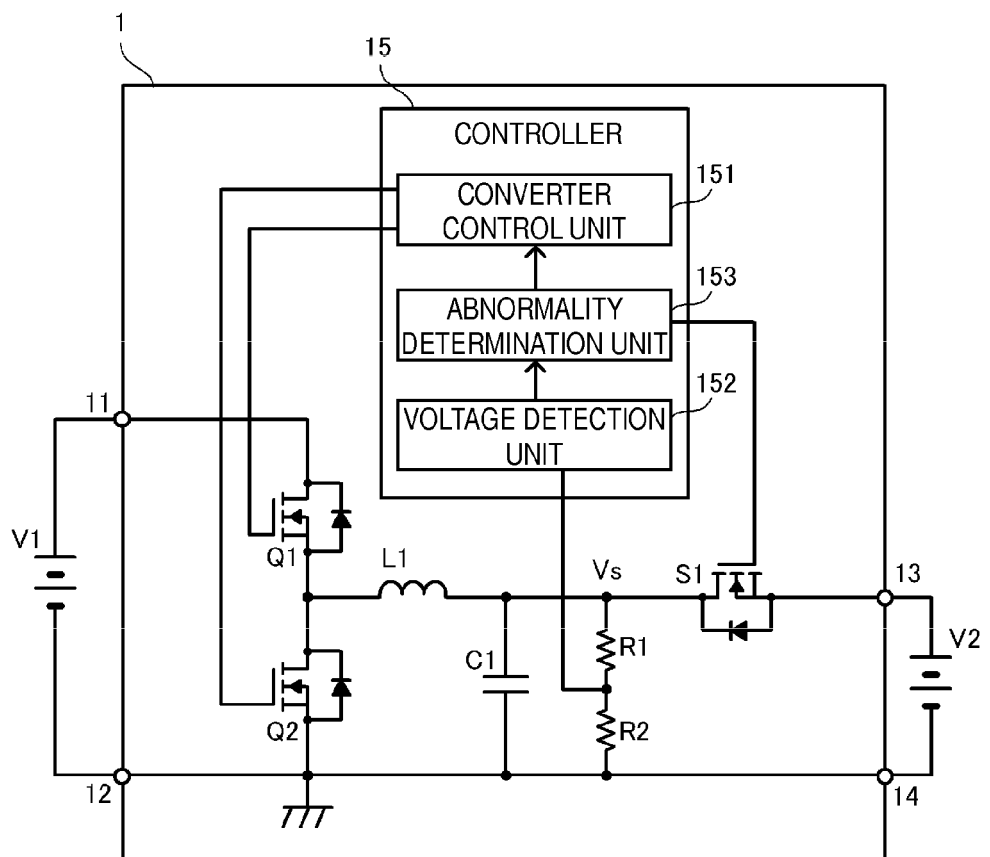 1
15
CONTROLLER
151
CONVERTER
CONTROL UNIT
153
ABNORMALITY
DETERMINATION UNIT
152
VOLTAGE DETECTION
UNIT
11
V1
Q1
L1
Vs
S1
13
V2
C1
R1
R2
Q2
12
14